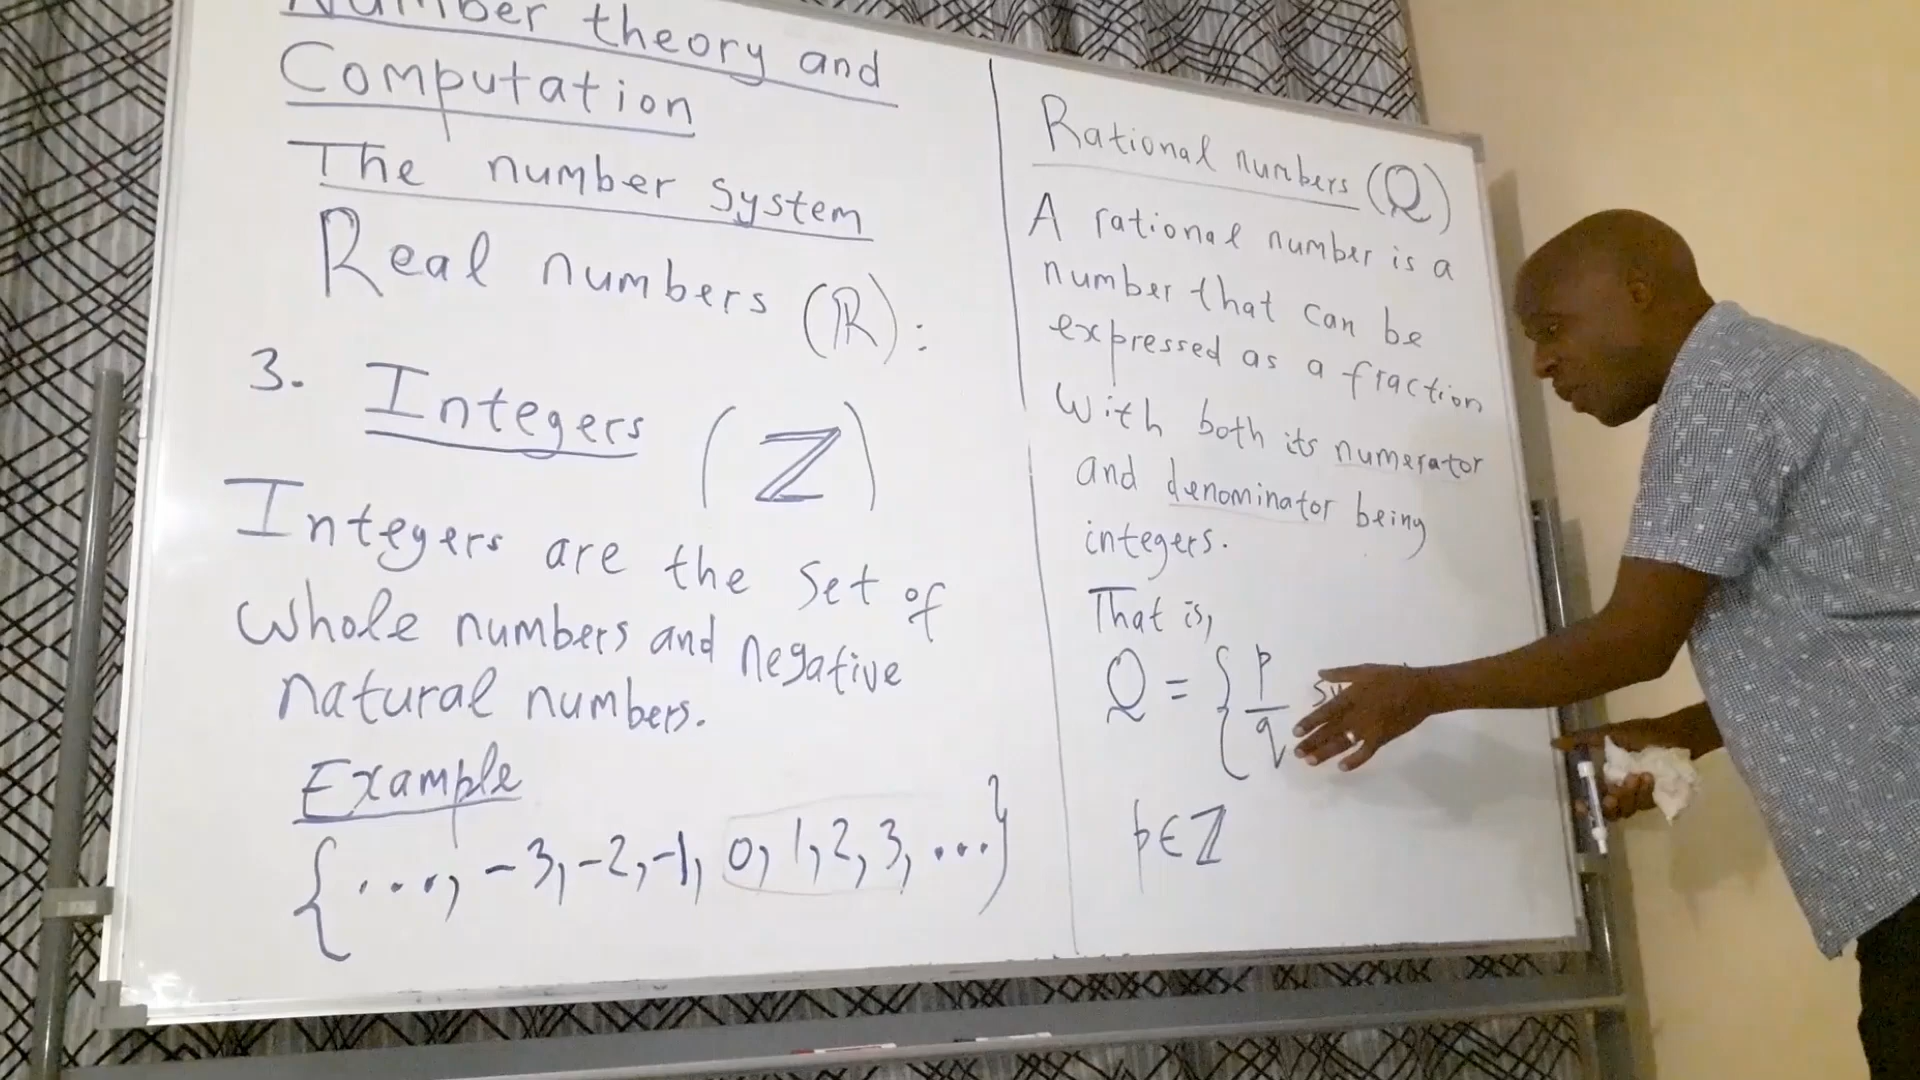 Number theory and
Computation
The number System
Real numbers (ℝ):
3. Integers (ℤ)
Integers are the set of
whole numbers and negative
natural numbers.
Example
{..., -3, -2, -1, 0, 1, 2, 3, ...}
Rational numbers (Q)
A rational number is a
number that can be
expressed as a fraction
With both its numerator
and denominator being
integers.
That is,
Q = { p/q
p∈ℤ